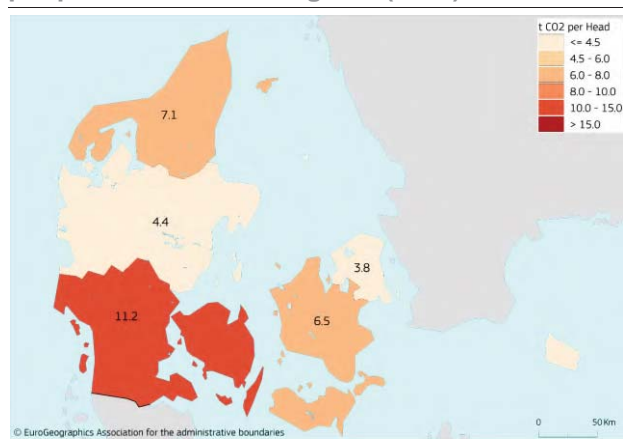 t CO2 per Head
<= 4.5
4.5 - 6.0
6.0 - 8.0
8.0 - 10.0
10.0 - 15.0
> 15.0
7.1
4.4
3.8
11.2
6.5
0 50 Km
© EuroGeographics Association for the administrative boundaries